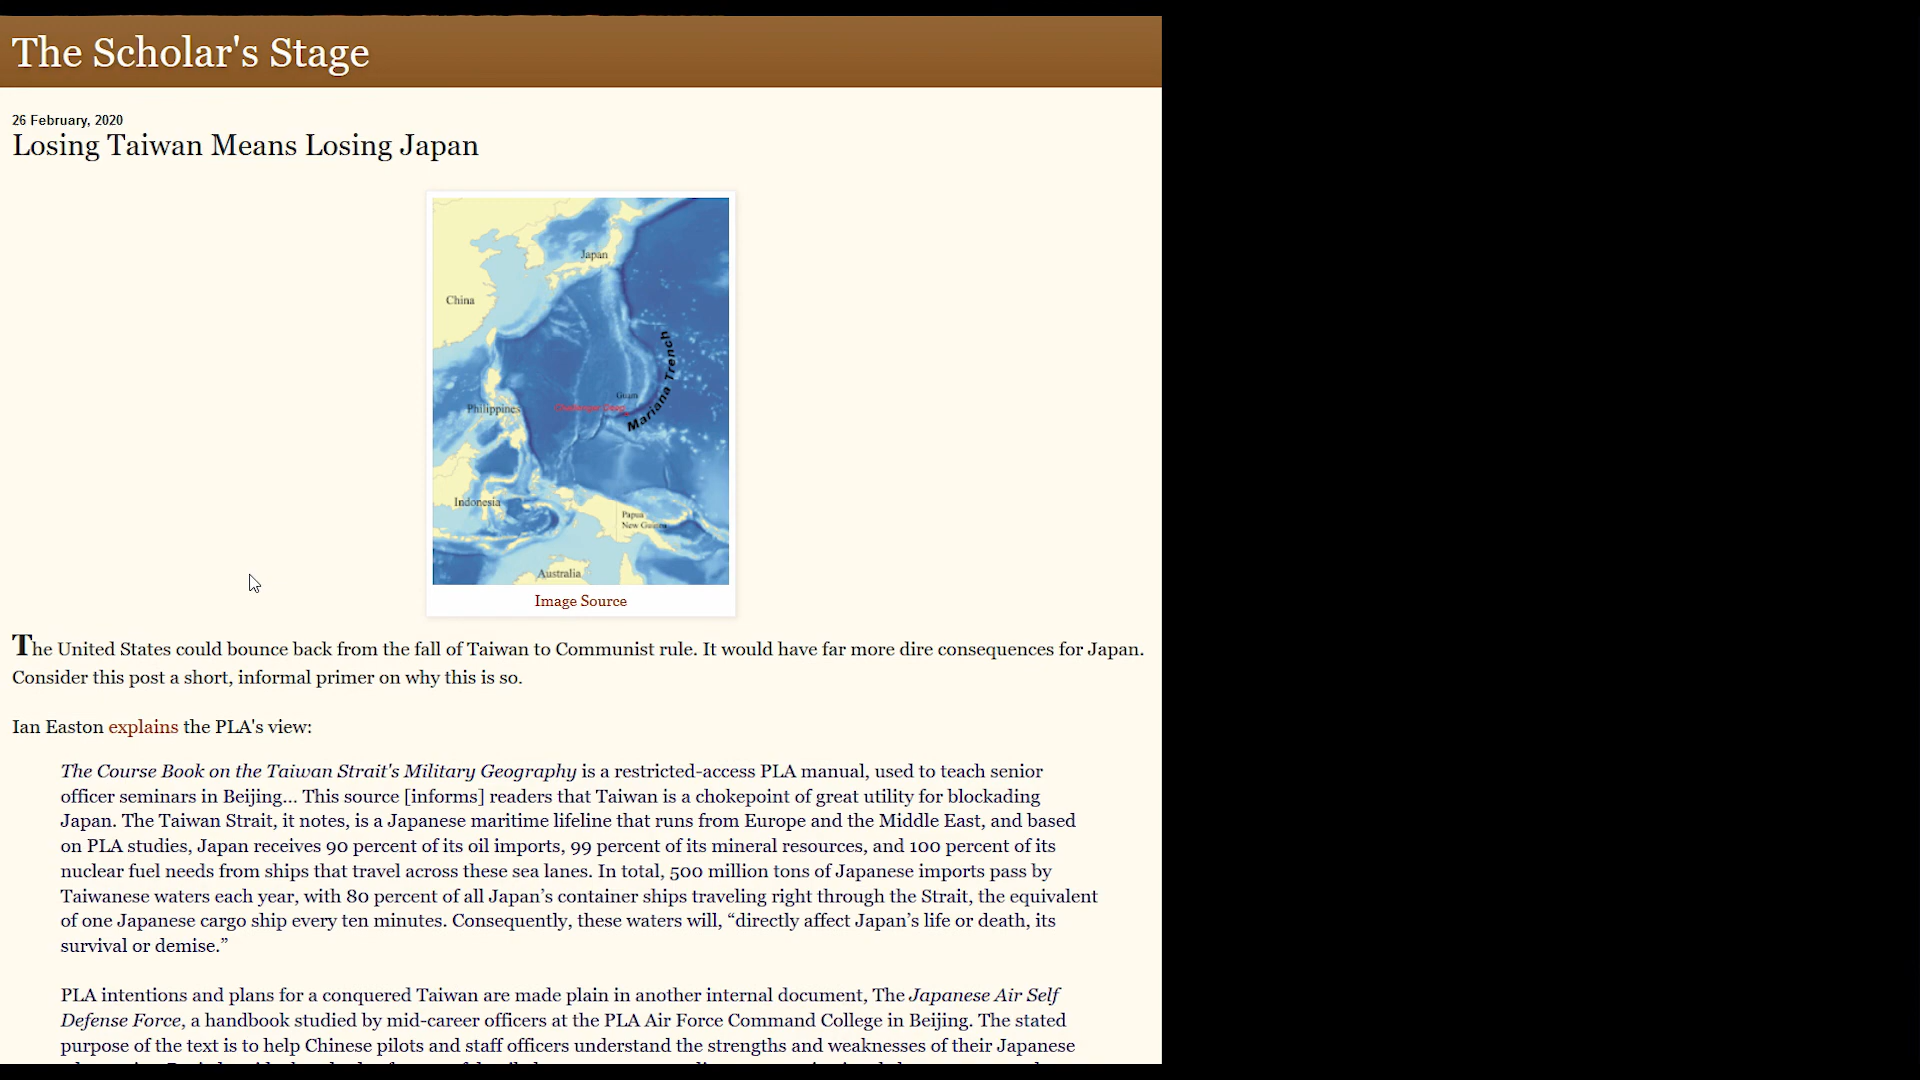 The Scholar's Stage
26 February, 2020
Losing Taiwan Means Losing Japan
Japan
China
Mariana Trench
Guam
Philippines
Indonesia
Papua
New Guinea
Australia
Image Source
The United States could bounce back from the fall of Taiwan to Communist rule. It would have far more dire consequences for Japan.
Consider this post a short, informal primer on why this is so.
Ian Easton explains the PLA's view:
The Course Book on the Taiwan Strait's Military Geography is a restricted-access PLA manual, used to teach senior
officer seminars in Beijing... This source [informs] readers that Taiwan is a chokepoint of great utility for blockading
Japan. The Taiwan Strait, it notes, is a Japanese maritime lifeline that runs from Europe and the Middle East, and based
on PLA studies, Japan receives 90 percent of its oil imports, 99 percent of its mineral resources, and 100 percent of its
nuclear fuel needs from ships that travel across these sea lanes. In total, 500 million tons of Japanese imports pass by
Taiwanese waters each year, with 80 percent of all Japan’s container ships traveling right through the Strait, the equivalent
of one Japanese cargo ship every ten minutes. Consequently, these waters will, “directly affect Japan’s life or death, its
survival or demise.”
PLA intentions and plans for a conquered Taiwan are made plain in another internal document, The Japanese Air Self
Defense Force, a handbook studied by mid-career officers at the PLA Air Force Command College in Beijing. The stated
purpose of the text is to help Chinese pilots and staff officers understand the strengths and weaknesses of their Japanese